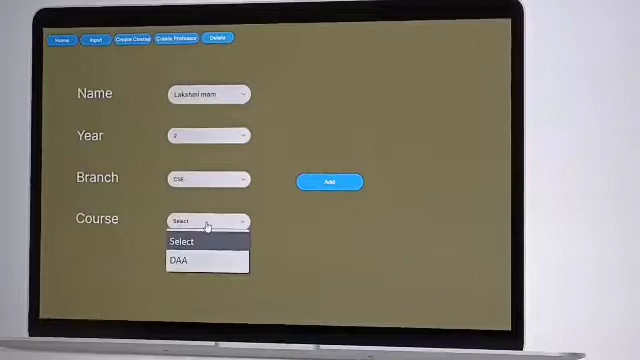 Home Input Create Course Create Professor Delete
Name Lakshmi mam
Year 2
Branch CSE
Add
Course Select
Select
DAA